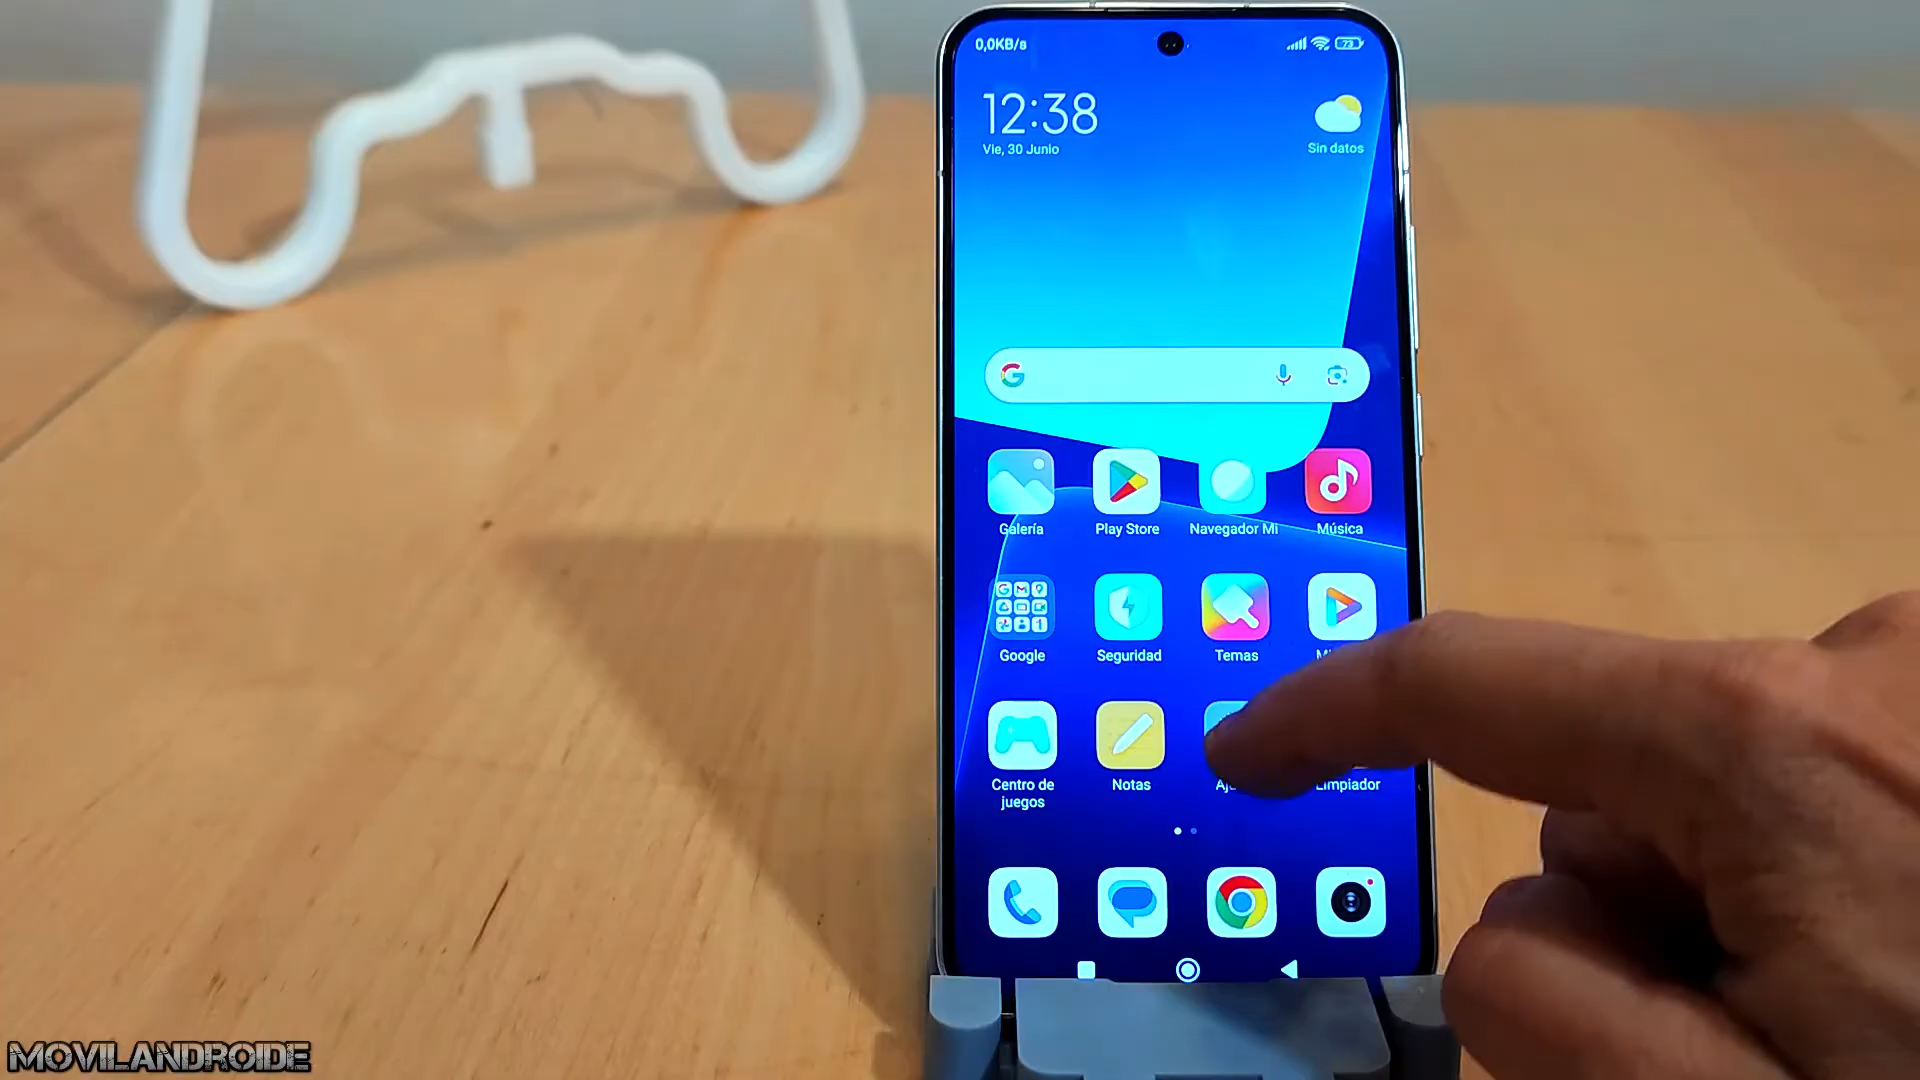 0,0KB/s
73
12:38
Vie, 30 Junio
Sin datos
Galería
Play Store
Navegador Mi
Música
Google
Seguridad
Temas
Centro de
juegos
Notas
Limpiador
MOVILANDROIDE